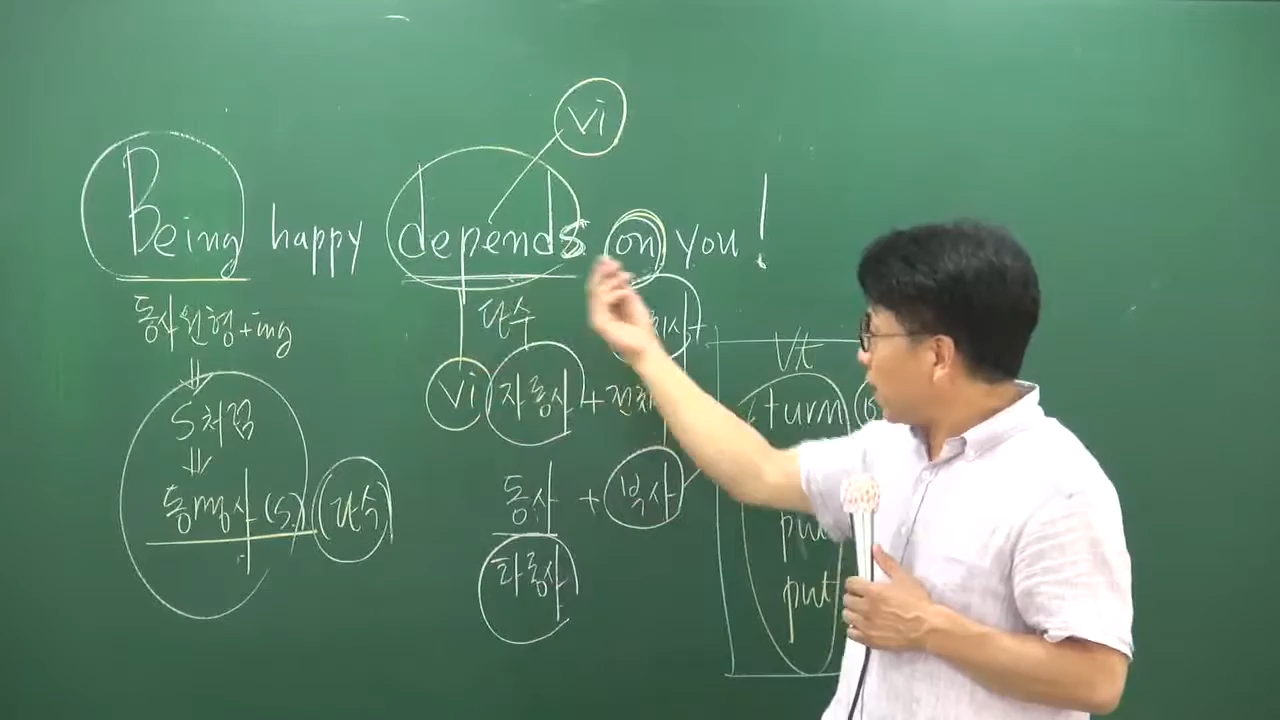 vi
Being happy depends on you!
동사원형+ing
단수
Vt
S처럼
vi 자동사 + 전치
turn
동명사(S) 단수
동사 + 부사
타동사
put
put